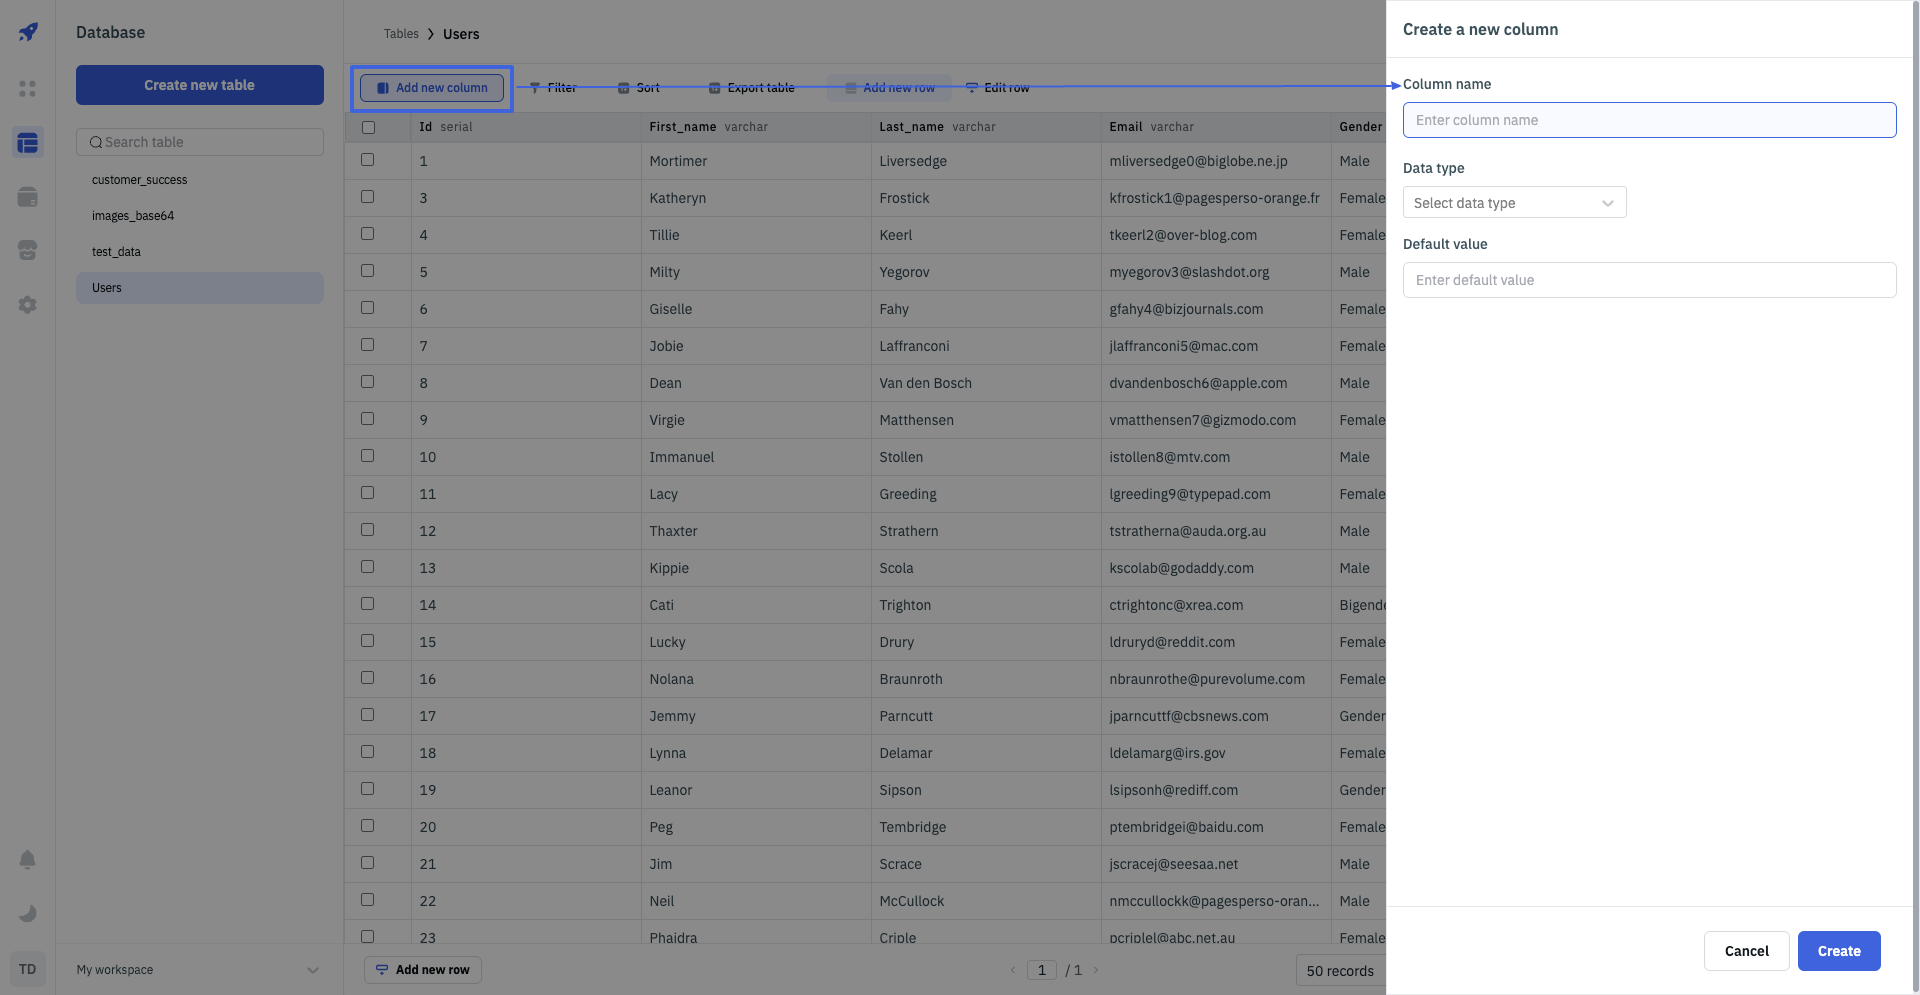 Database
Create new table
Search table
customer_success
images_base64
test_data
Users
TD
My workspace
Tables > Users
Add new column Filter Sort Export table Add new row Edit row
Id serial First_name varchar Last_name varchar Email varchar Gender
1 Mortimer Liversedge mliversedge0@biglobe.ne.jp Male
3 Katheryn Frostick kfrostick1@pagesperso-orange.fr Female
4 Tillie Keerl tkeerl2@over-blog.com Female
5 Milty Yegorov myegorov3@slashdot.org Male
6 Giselle Fahy gfahy4@bizjournals.com Female
7 Jobie Laffranconi jlaffranconi5@mac.com Female
8 Dean Van den Bosch dvandenbosch6@apple.com Male
9 Virgie Matthensen vmatthensen7@gizmodo.com Female
10 Immanuel Stollen istollen8@mtv.com Male
11 Lacy Greeding lgreeding9@typepad.com Female
12 Thaxter Strathern tstratherna@auda.org.au Male
13 Kippie Scola kscolab@godaddy.com Male
14 Cati Trighton ctrightonc@xrea.com Bigende
15 Lucky Drury ldruryd@reddit.com Female
16 Nolana Braunroth nbraunrothe@purevolume.com Female
17 Jemmy Parncutt jparncuttf@cbsnews.com Gender
18 Lynna Delamar ldelamarg@irs.gov Female
19 Leanor Sipson lsipsonh@rediff.com Gender
20 Peg Tembridge ptembridgei@baidu.com Female
21 Jim Scrace jscracej@seesaa.net Male
22 Neil McCullock nmccullockk@pagesperso-oran... Male
23 Phaidra Criple pcriplel@abc.net.au Female
Add new row
1 / 1
50 records
Create a new column
Column name
Enter column name
Data type
Select data type
Default value
Enter default value
Cancel Create